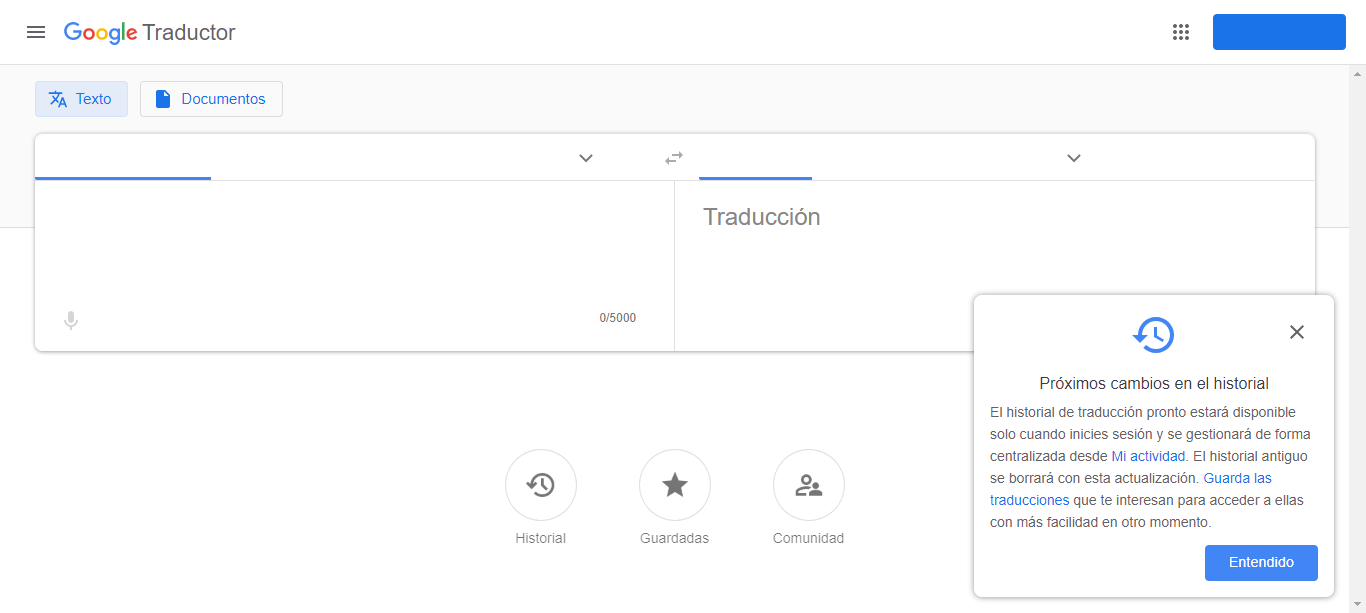 Google Traductor
Texto
Documentos
Traducción
0/5000
Próximos cambios en el historial
El historial de traducción pronto estará disponible
solo cuando inicies sesión y se gestionará de forma
centralizada desde Mi actividad. El historial antiguo
se borrará con esta actualización. Guarda las
traducciones que te interesan para acceder a ellas
con más facilidad en otro momento.
Entendido
Historial
Guardadas
Comunidad